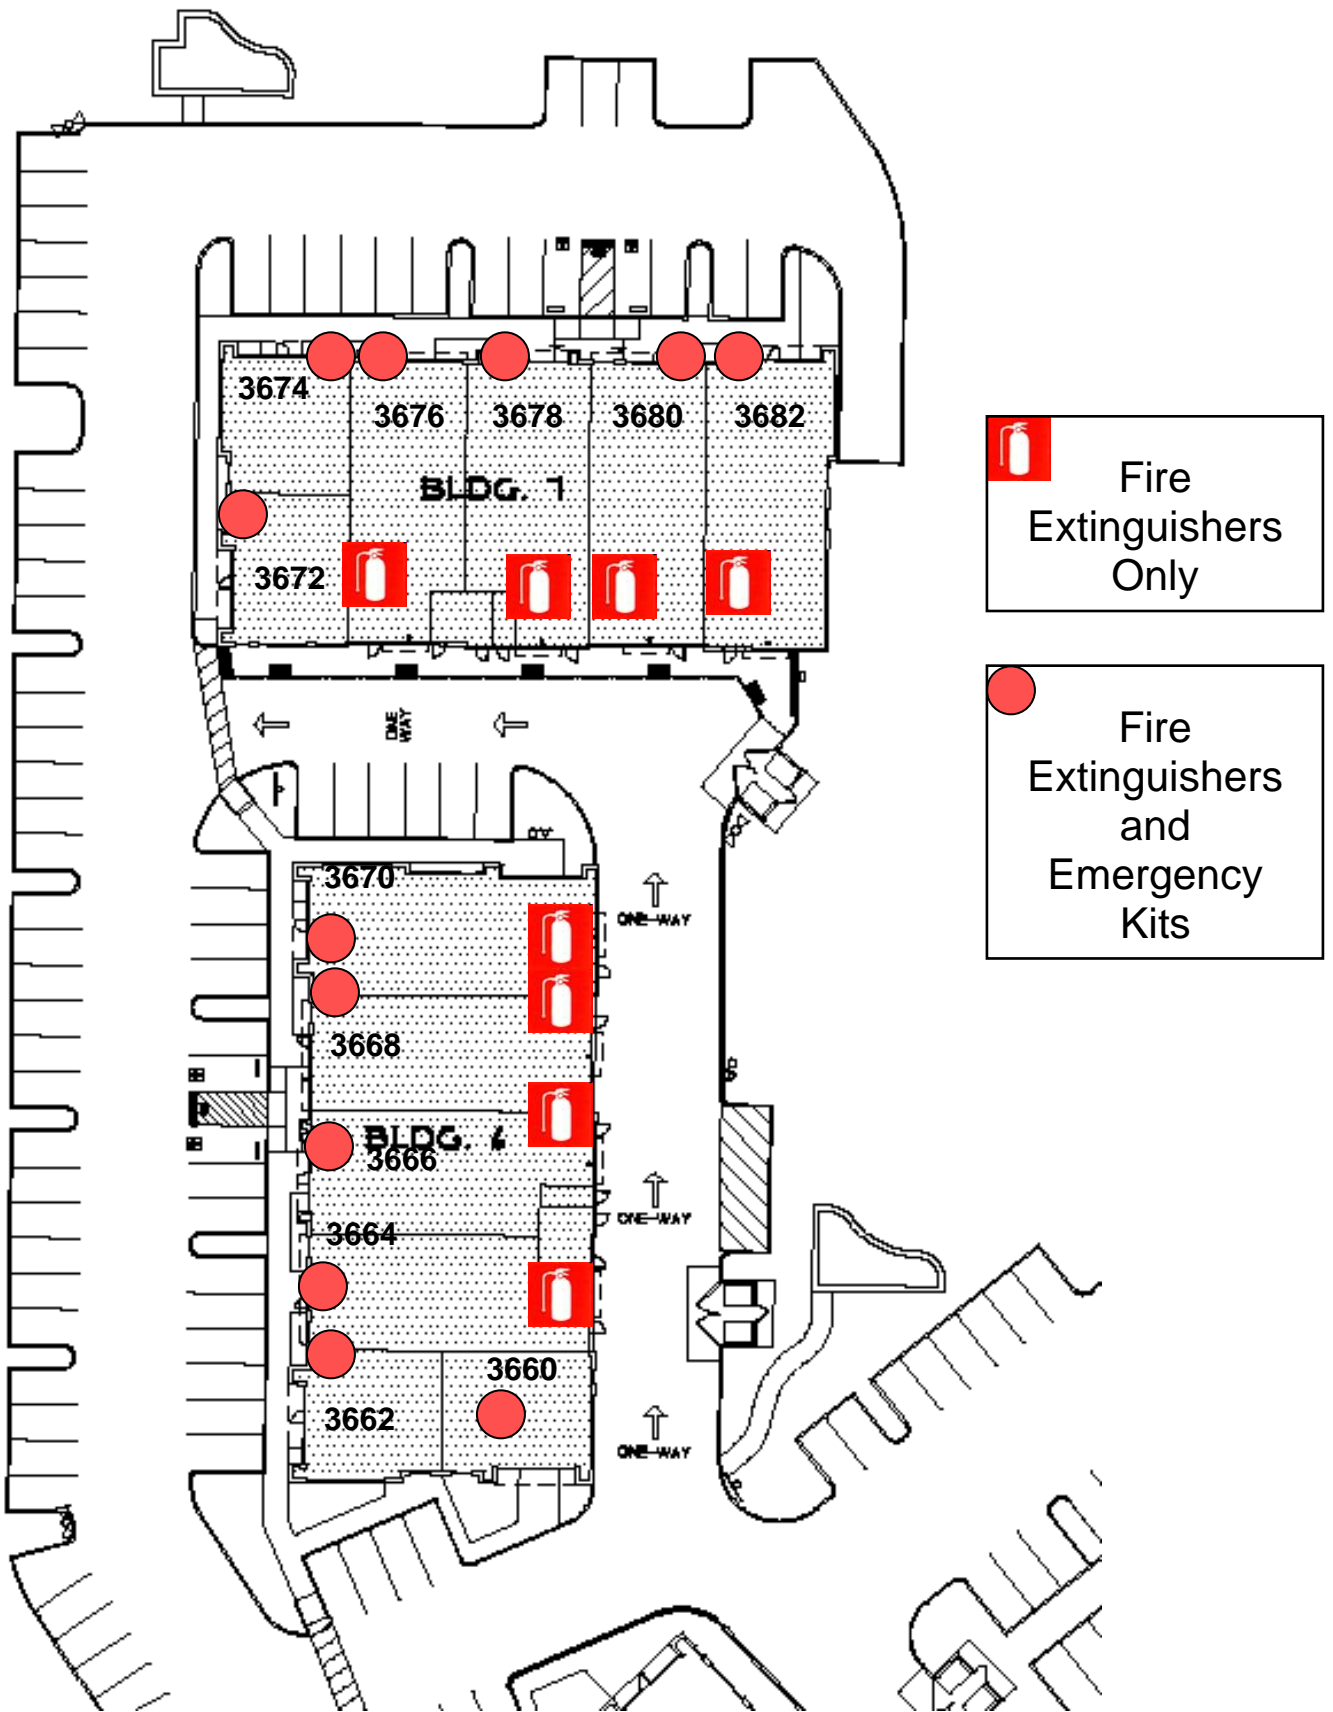 3674
3676
3678
3680
3682
BLDG. 7
3672
Fire
Extinguishers
Only
Fire
Extinguishers
and
Emergency
Kits
ONE
WAY
3670
ONE WAY
3668
BLDG. 6
3666
3664
ONE WAY
3660
3662
ONE WAY